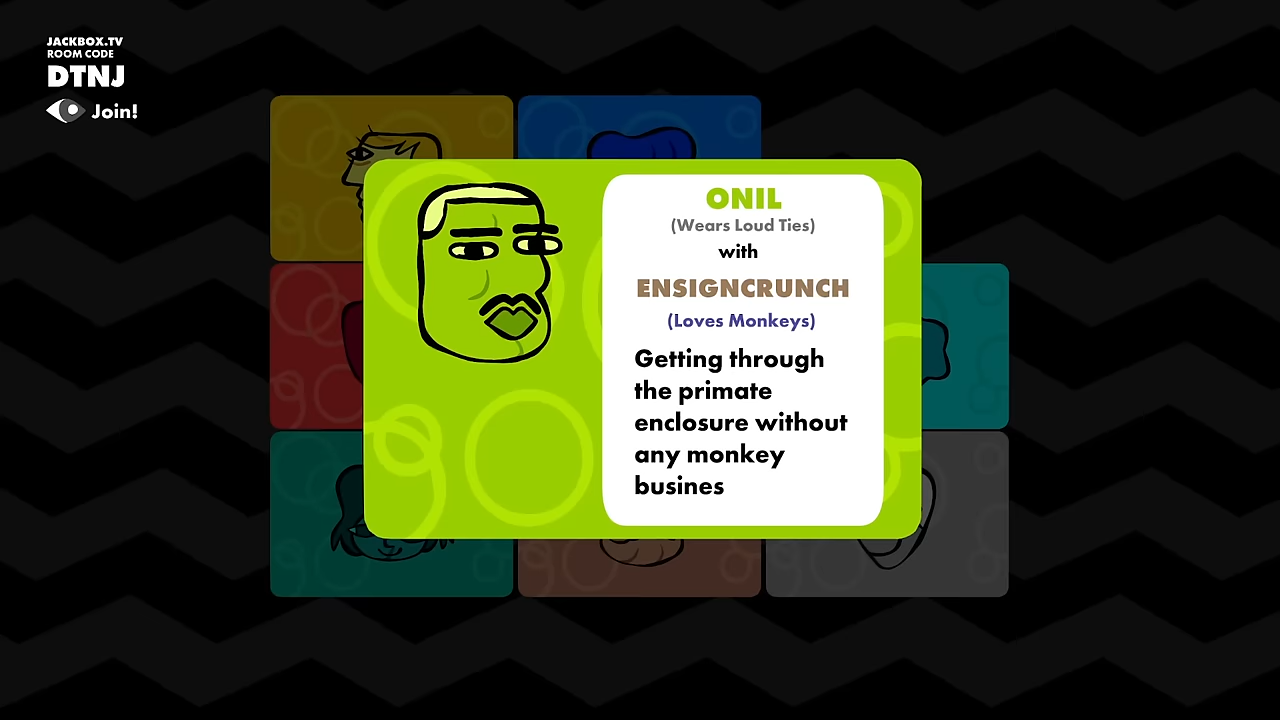 JACKBOX.TV
ROOM CODE
DTNJ
Join!
ONIL
(Wears Loud Ties)
with
ENSIGNCRUNCH
(Loves Monkeys)
Getting through
the primate
enclosure without
any monkey
busines